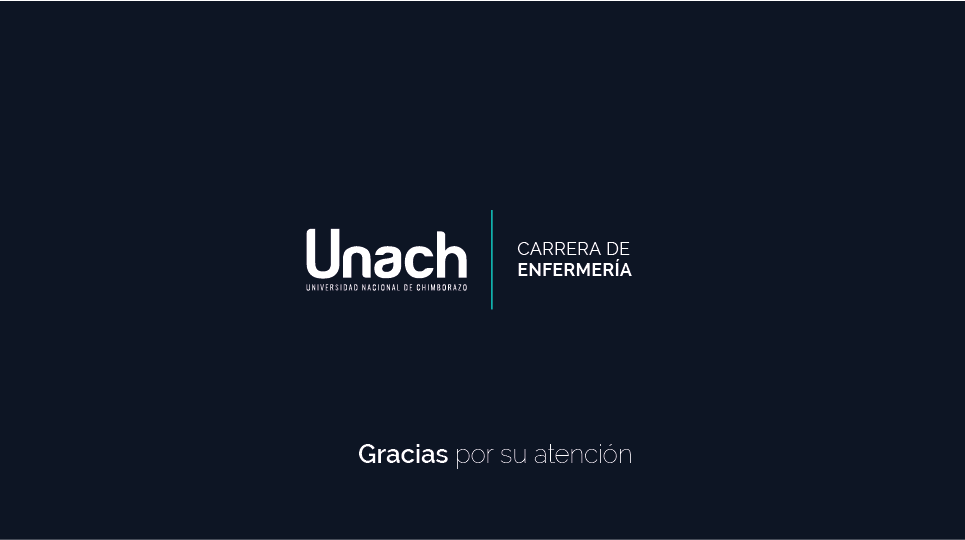 Unach
UNIVERSIDAD NACIONAL DE CHIMBORAZO
CARRERA DE
ENFERMERÍA
Gracias por su atención